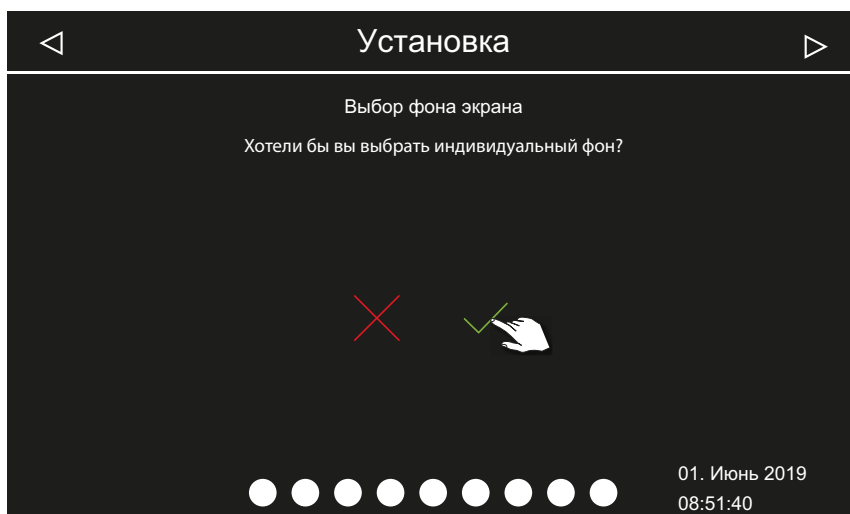 Установка
Выбор фона экрана
Хотели бы вы выбрать индивидуальный фон?
01. Июнь 2019
08:51:40